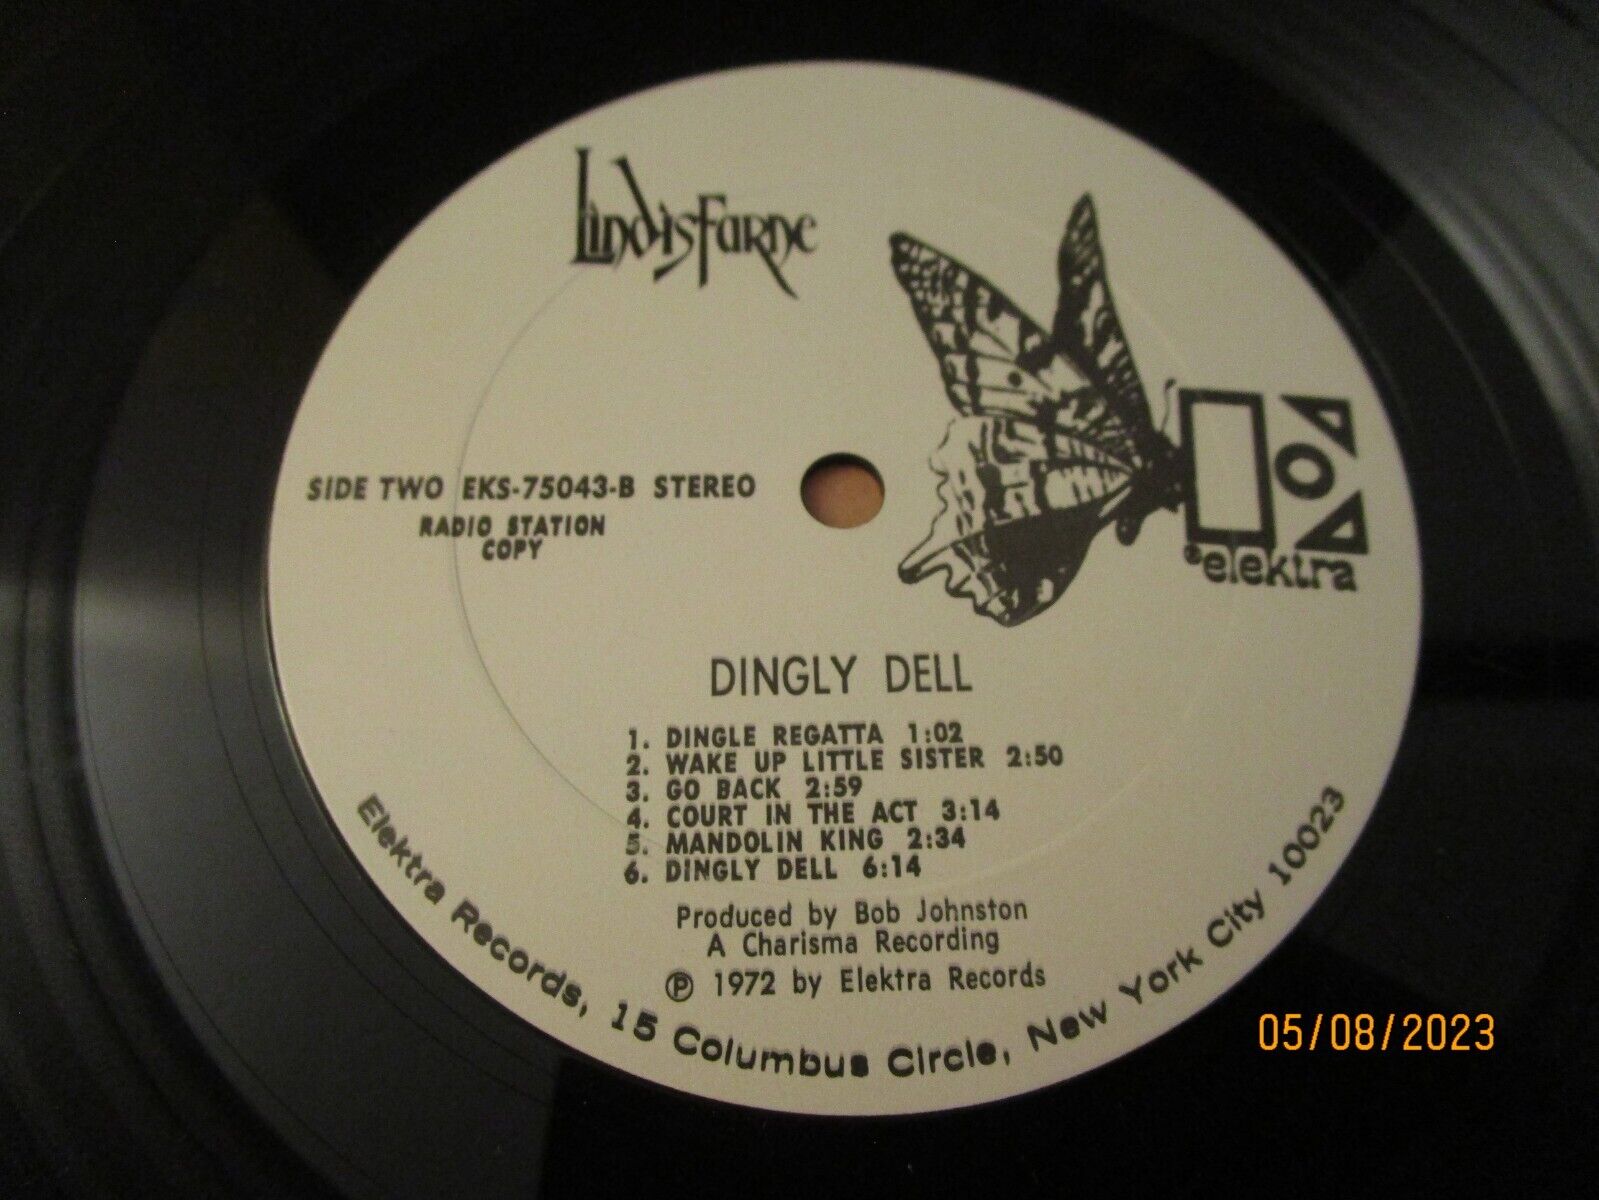 Lindisfarne
SIDE TWO EKS-75043-B STEREO
RADIO STATION
COPY
®elektra
DINGLY DELL
1. DINGLE REGATTA 1:02
2. WAKE UP LITTLE SISTER 2:50
3. GO BACK 2:59
4. COURT IN THE ACT 3:14
5. MANDOLIN KING 2:34
6. DINGLY DELL 6:14
Produced by Bob Johnston
A Charisma Recording
℗ 1972 by Elektra Records
Elektra Records, 15 Columbus Circle, New York City 10023
05/08/2023